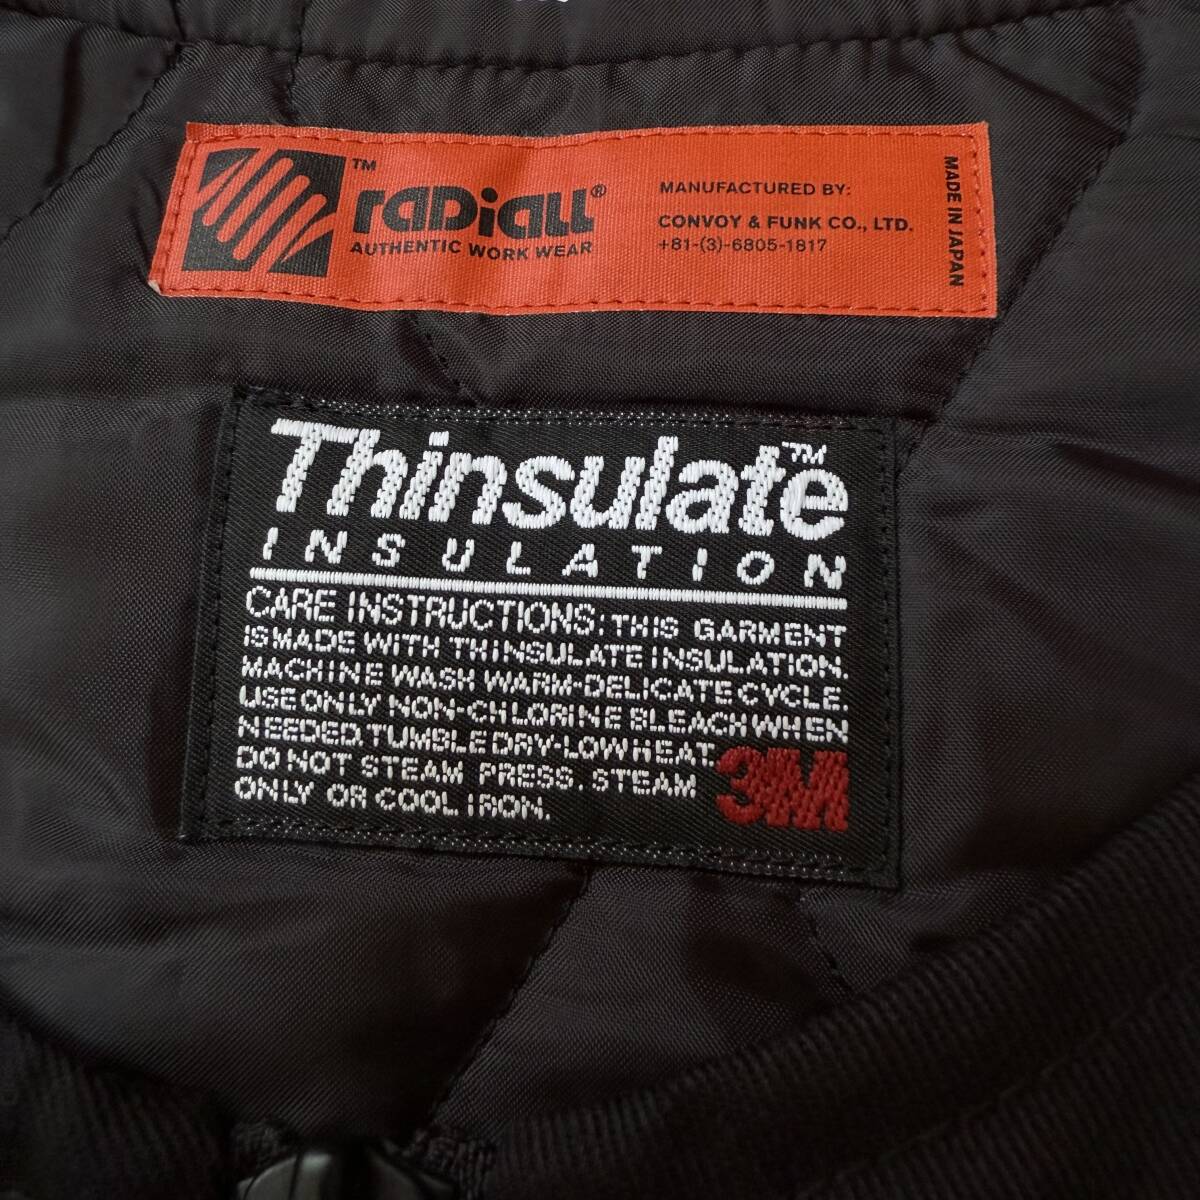 TM
raDiaLL®
AUTHENTIC WORK WEAR
MANUFACTURED BY:
CONVOY & FUNK CO., LTD.
+81-(3)-6805-1817
MADE IN JAPAN
Thinsulate™
INSULATION
CARE INSTRUCTIONS: THIS GARMENT
IS MADE WITH THINSULATE INSULATION.
MACHINE WASH WARM-DELICATE CYCLE.
USE ONLY NON-CHLORINE BLEACH WHEN
NEEDED. TUMBLE DRY-LOW HEAT.
DO NOT STEAM PRESS. STEAM
ONLY OR COOL IRON.
3M